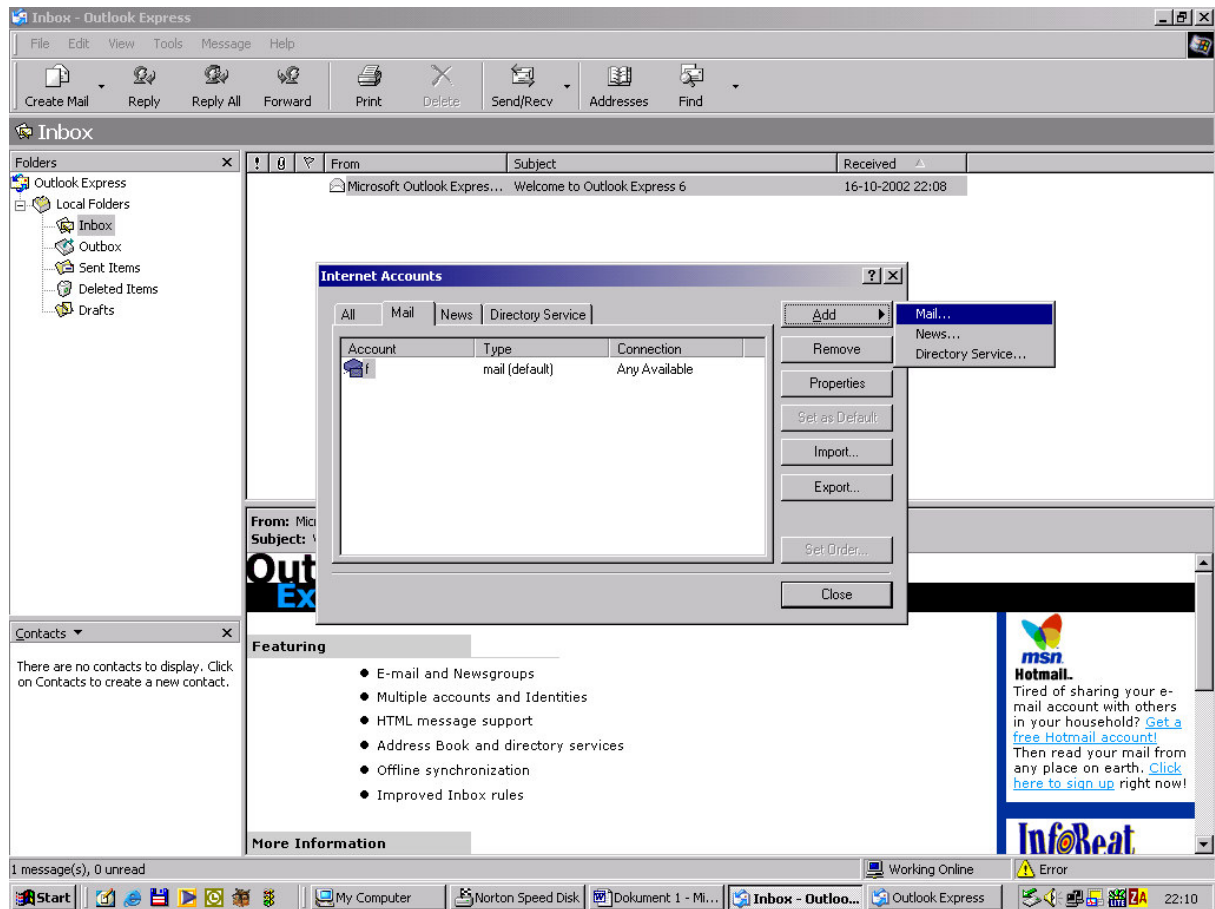 Inbox - Outlook Express
File Edit View Tools Message Help
Create Mail Reply Reply All Forward Print Delete Send/Recv Addresses Find
Inbox
Folders
Outlook Express
Local Folders
Inbox
Outbox
Sent Items
Deleted Items
Drafts
From Subject Received
Microsoft Outlook Expres... Welcome to Outlook Express 6 16-10-2002 22:08
Internet Accounts
All Mail News Directory Service
Account Type Connection
f mail (default) Any Available
Add
Remove
Properties
Set as Default
Import...
Export...
Set Order...
Close
Mail...
News...
Directory Service...
From: Mic
Subject:
Out
Ex
Featuring
E-mail and Newsgroups
Multiple accounts and Identities
HTML message support
Address Book and directory services
Offline synchronization
Improved Inbox rules
More Information
msn.
Hotmail.
Tired of sharing your e-
mail account with others
in your household? Get a
free Hotmail account!
Then read your mail from
any place on earth. Click
here to sign up right now!
InfoBeat
Contacts
There are no contacts to display. Click
on Contacts to create a new contact.
1 message(s), 0 unread
Working Online
Error
Start My Computer Norton Speed Disk Dokument 1 - Mi... Inbox - Outloo... Outlook Express ZA 22:10